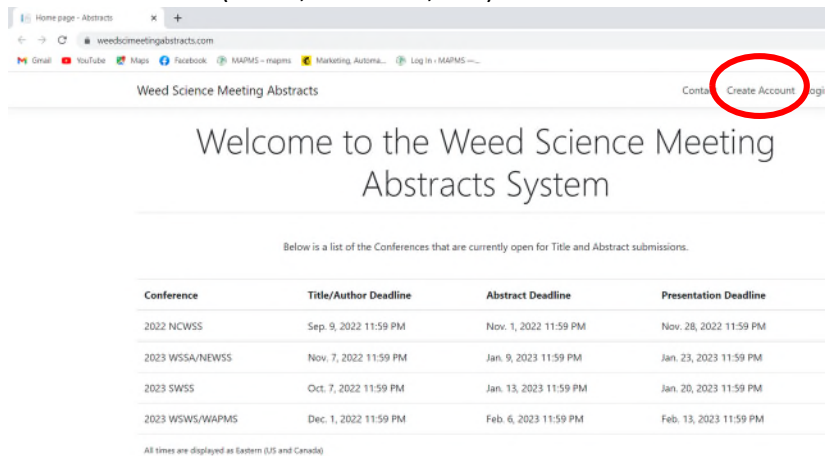 Home page - Abstracts
weedscimeetingabstracts.com
Gmail YouTube Maps Facebook MAPMS – mapms Marketing, Automa... Log In ‹ MAPMS —...
Weed Science Meeting Abstracts Create Account
Welcome to the Weed Science Meeting
Abstracts System
Below is a list of the Conferences that are currently open for Title and Abstract submissions.
Conference Title/Author Deadline Abstract Deadline Presentation Deadline
2022 NCWSS Sep. 9, 2022 11:59 PM Nov. 1, 2022 11:59 PM Nov. 28, 2022 11:59 PM
2023 WSSA/NEWSS Nov. 7, 2022 11:59 PM Jan. 9, 2023 11:59 PM Jan. 23, 2023 11:59 PM
2023 SWSS Oct. 7, 2022 11:59 PM Jan. 13, 2023 11:59 PM Jan. 20, 2023 11:59 PM
2023 WSWS/WAPMS Dec. 1, 2022 11:59 PM Feb. 6, 2023 11:59 PM Feb. 13, 2023 11:59 PM
All times are displayed as Eastern (US and Canada)